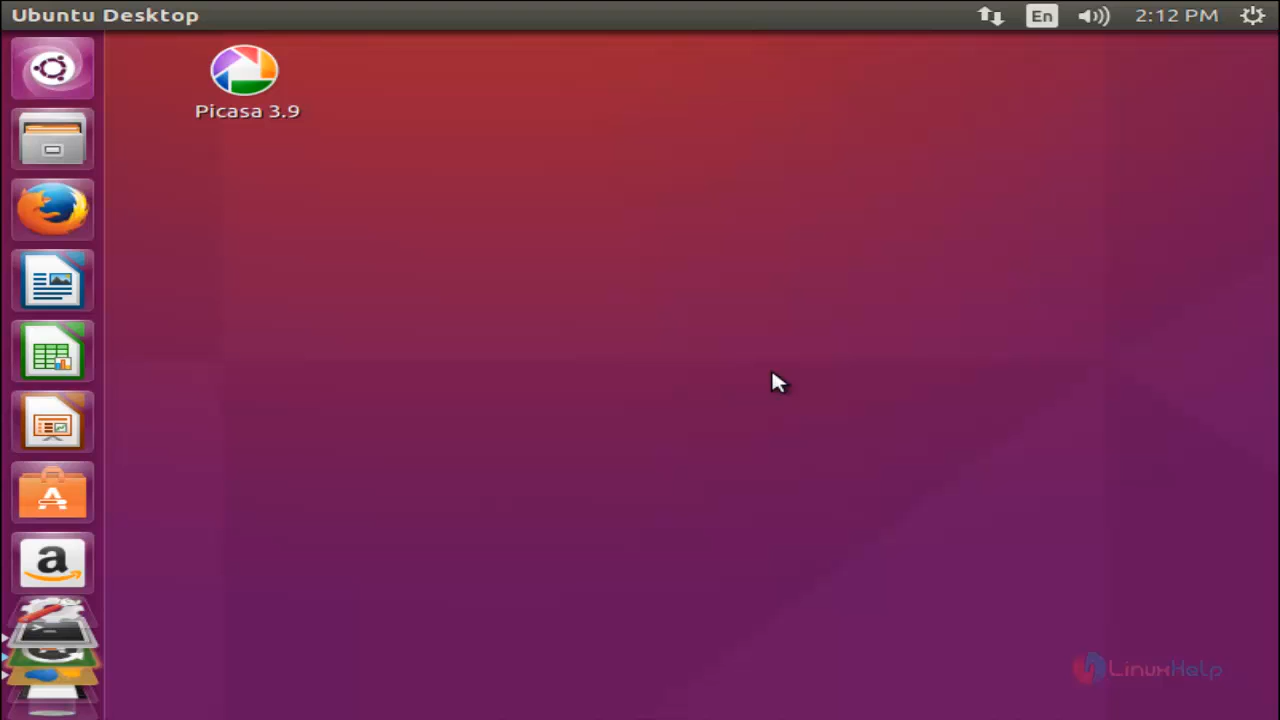 Ubuntu Desktop
En
2:12 PM
Picasa 3.9
A
a
LinuxHelp